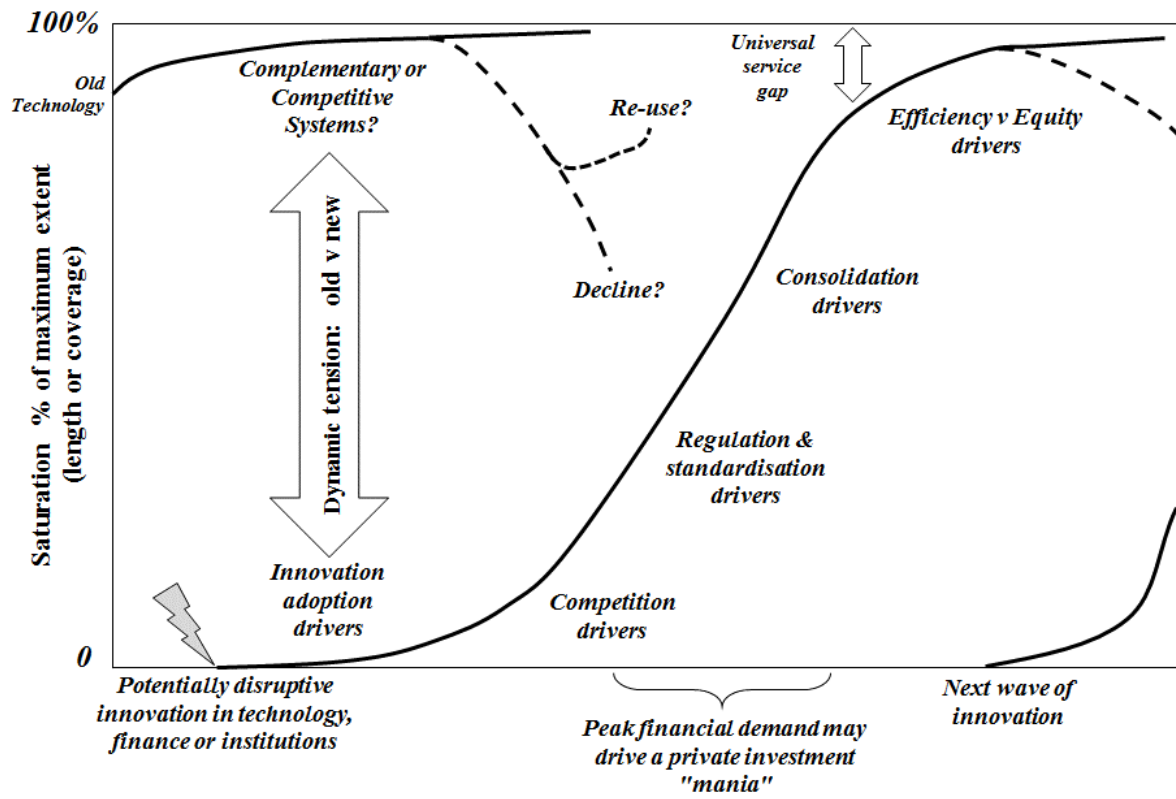 100%
Old
Technology
Complementary or
Competitive
Systems?
Re-use?
Decline?
Universal
service
gap
Efficiency v Equity
drivers
Consolidation
drivers
Regulation &
standardisation
drivers
Competition
drivers
Dynamic tension:  old v new
Innovation
adoption
drivers
Saturation  % of maximum extent
(length or coverage)
0
Potentially disruptive
innovation in technology,
finance or institutions
Peak financial demand may
drive a private investment
"mania"
Next wave of
innovation